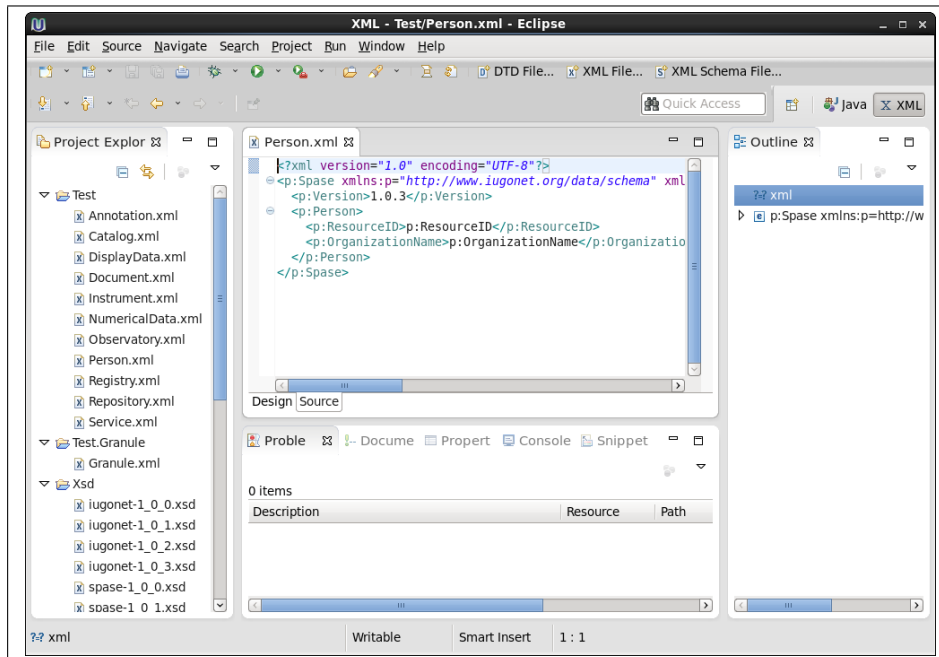 XML - Test/Person.xml - Eclipse
File Edit Source Navigate Search Project Run Window Help
DTD File... XML File... XML Schema File...
Quick Access Java XML
Project Explor
Test
Annotation.xml
Catalog.xml
DisplayData.xml
Document.xml
Instrument.xml
NumericalData.xml
Observatory.xml
Person.xml
Registry.xml
Repository.xml
Service.xml
Test.Granule
Granule.xml
Xsd
iugonet-1_0_0.xsd
iugonet-1_0_1.xsd
iugonet-1_0_2.xsd
iugonet-1_0_3.xsd
spase-1_0_0.xsd
spase-1_0_1.xsd
Person.xml
<?xml version="1.0" encoding="UTF-8"?>
<p:Spase xmlns:p="http://www.iugonet.org/data/schema" xml
<p:Version>1.0.3</p:Version>
<p:Person>
<p:ResourceID>p:ResourceID</p:ResourceID>
<p:OrganizationName>p:OrganizationName</p:Organizatio
</p:Person>
</p:Spase>
Design Source
Proble Docume Propert Console Snippet
0 items
Description Resource Path
Outline
?=? xml
p:Spase xmlns:p=http://w
?=? xml Writable Smart Insert 1 : 1